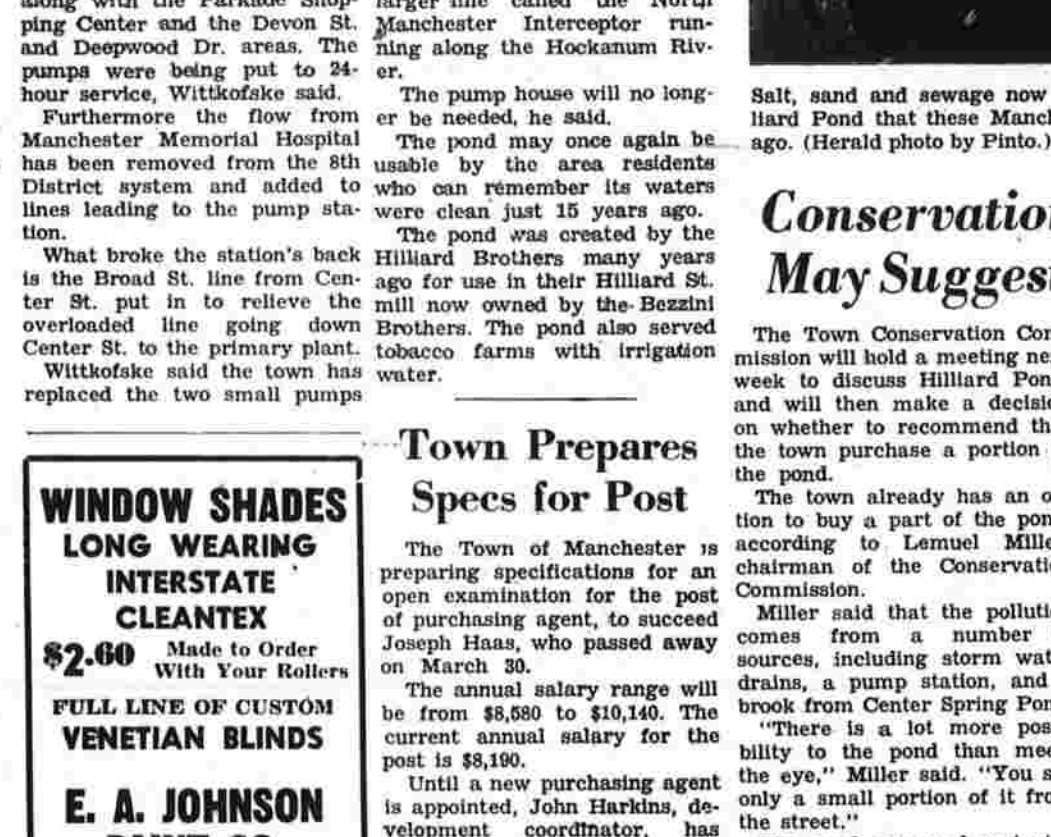 along with the Parkade Shop-
ping Center and the Devon St.
and Deepwood Dr. areas. The
pumps were being put to 24-
hour service, Wittkofske said.
Furthermore the flow from
Manchester Memorial Hospital
has been removed from the 8th
District system and added to
lines leading to the pump sta-
tion.
What broke the station's back
is the Broad St. line from Cen-
ter St. put in to relieve the
overloaded line going down
Center St. to the primary plant.
Wittkofske said the town has
replaced the two small pumps
larger line called the North
Manchester Interceptor run-
ning along the Hockanum Riv-
er.
The pump house will no long-
er be needed, he said.
The pond may once again be
usable by the area residents
who can remember its waters
were clean just 15 years ago.
The pond was created by the
Hilliard Brothers many years
ago for use in their Hilliard St.
mill now owned by the Bezzini
Brothers. The pond also served
tobacco farms with irrigation
water.
WINDOW SHADES
LONG WEARING
INTERSTATE
CLEANTEX
$2.60 Made to Order
With Your Rollers
FULL LINE OF CUSTOM
VENETIAN BLINDS
E. A. JOHNSON
PAINT CO.
Town Prepares
Specs for Post
The Town of Manchester is
preparing specifications for an
open examination for the post
of purchasing agent, to succeed
Joseph Haas, who passed away
on March 30.
The annual salary range will
be from $8,580 to $10,140. The
current annual salary for the
post is $8,190.
Until a new purchasing agent
is appointed, John Harkins, de-
velopment coordinator, has
Salt, sand and sewage now
liard Pond that these Manch
ago. (Herald photo by Pinto.)
Conservatio
May Sugges
The Town Conservation Com
mission will hold a meeting ne
week to discuss Hilliard Pon
and will then make a decisi
on whether to recommend th
the town purchase a portion
the pond.
The town already has an o
tion to buy a part of the pon
according to Lemuel Mille
chairman of the Conservati
Commission.
Miller said that the polluti
comes from a number
sources, including storm wat
drains, a pump station, and
brook from Center Spring Pon
"There is a lot more pos
bility to the pond than mee
the eye," Miller said. "You s
only a small portion of it fro
the street."